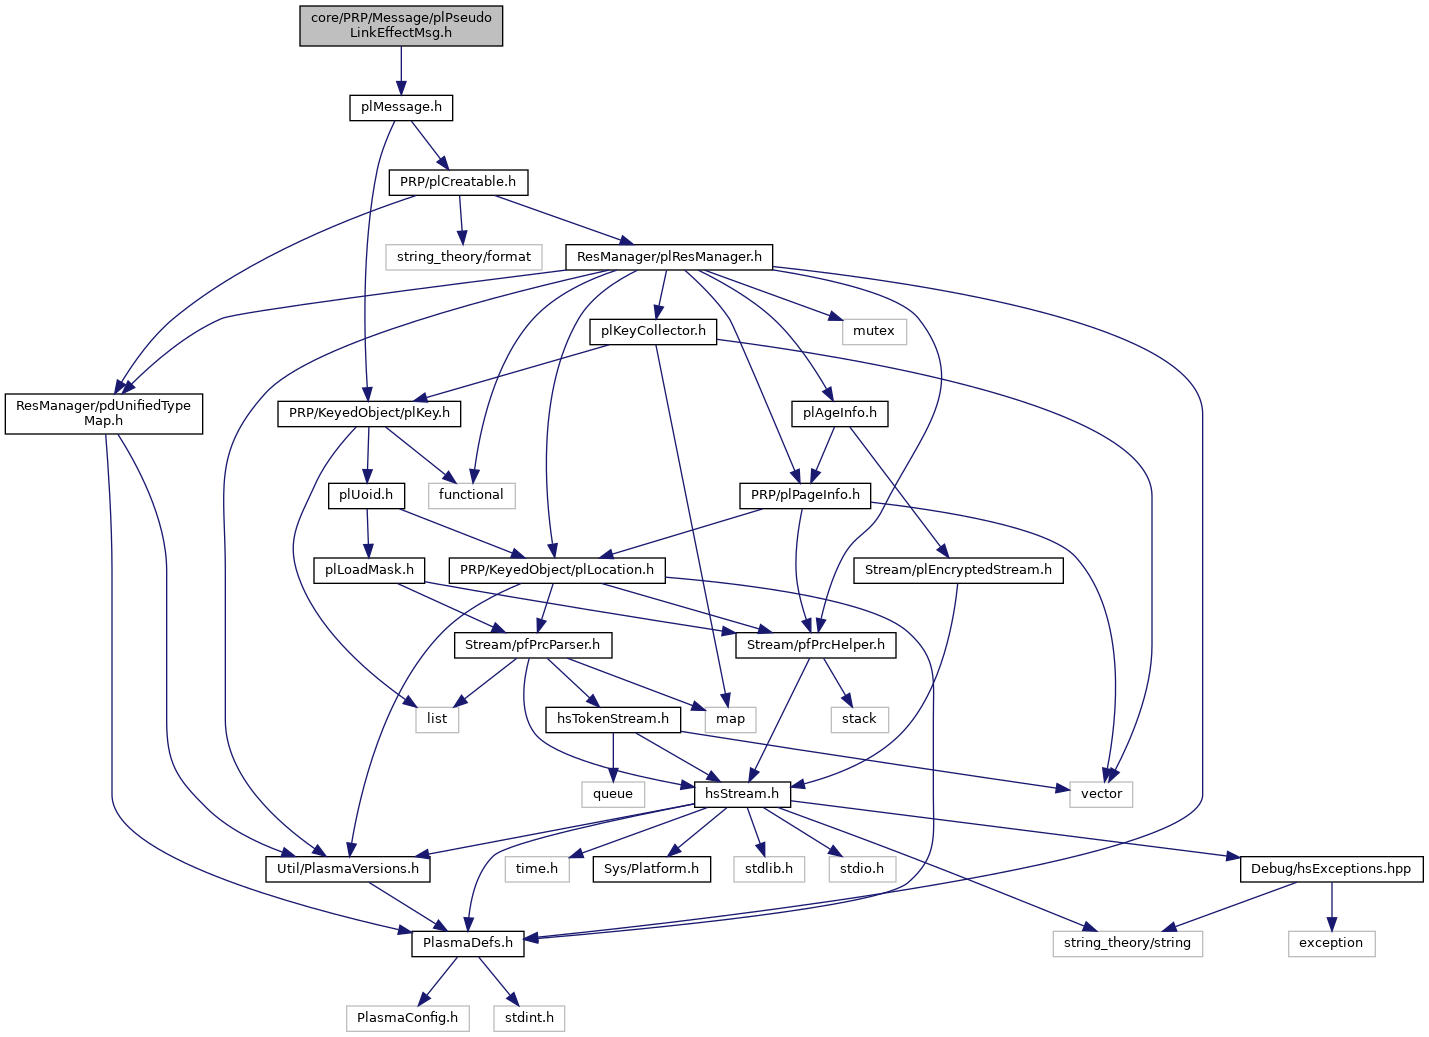 core/PRP/Message/plPseudo
LinkEffectMsg.h
plMessage.h
PRP/plCreatable.h
string_theory/format
ResManager/plResManager.h
plKeyCollector.h
mutex
ResManager/pdUnifiedType
Map.h
PRP/KeyedObject/plKey.h
plAgeInfo.h
plUoid.h
functional
PRP/plPageInfo.h
plLoadMask.h
PRP/KeyedObject/plLocation.h
Stream/plEncryptedStream.h
Stream/pfPrcParser.h
Stream/pfPrcHelper.h
list
hsTokenStream.h
map
stack
queue
hsStream.h
vector
Util/PlasmaVersions.h
time.h
Sys/Platform.h
stdlib.h
stdio.h
Debug/hsExceptions.hpp
PlasmaDefs.h
string_theory/string
exception
PlasmaConfig.h
stdint.h